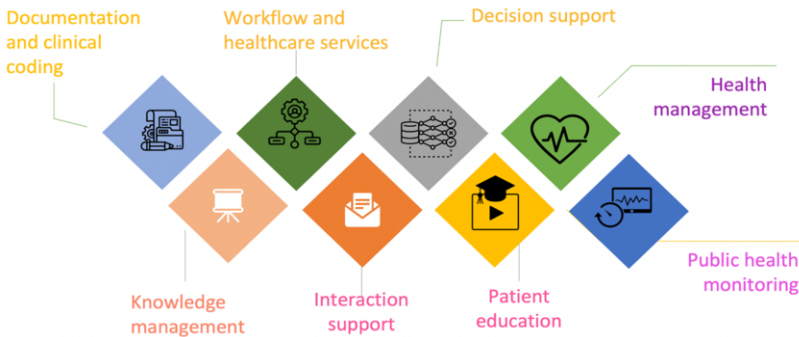 Documentation
and clinical
coding
Workflow and
healthcare services
Decision support
Health
management
Knowledge
management
Interaction
support
Patient
education
Public health
monitoring